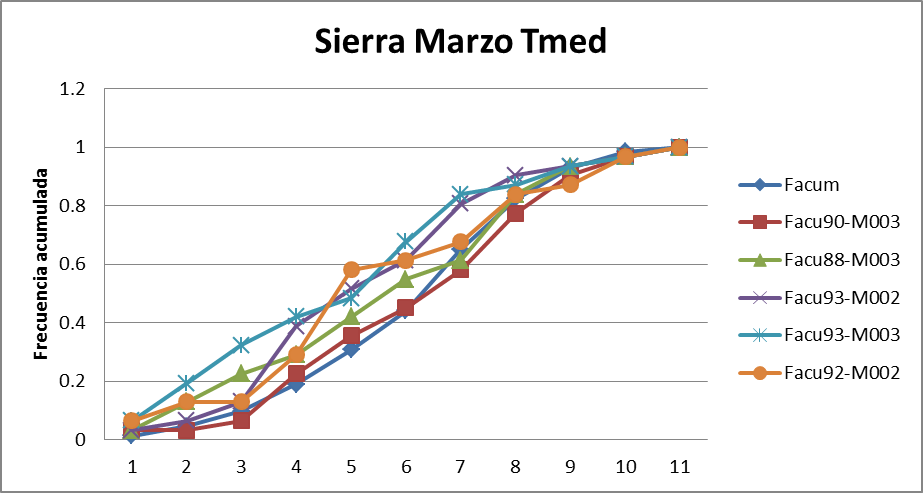 Sierra Marzo Tmed
Frecuencia acumulada
1.2
1
0.8
0.6
0.4
0.2
0
1 2 3 4 5 6 7 8 9 10 11
Facum
Facu90-M003
Facu88-M003
Facu93-M002
Facu93-M003
Facu92-M002